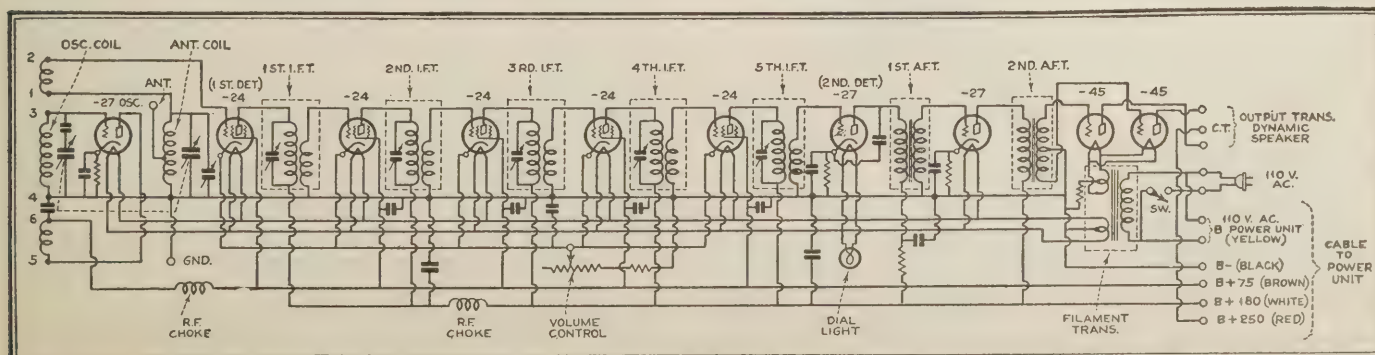 OSC. COIL
ANT. COIL
ANT.
2
1
3
4
6
5
-27 OSC.
(1ST. DET.)
-24
1ST. I.F.T.
-24
2ND. I.F.T.
-24
3RD. I.F.T.
-24
4TH. I.F.T.
-24
5TH. I.F.T.
(2ND. DET.)
-27
1ST. A.F.T.
-27
2ND. A.F.T.
-45
-45
C.T.
OUTPUT TRANS.
DYNAMIC
SPEAKER
110 V.
AC.
SW.
110 V. AC.
B POWER UNIT
(YELLOW)
B- (BLACK)
B+75 (BROWN)
B+180 (WHITE)
B+250 (RED)
CABLE
TO
POWER
UNIT
GND.
R.F.
CHOKE
R.F.
CHOKE
VOLUME
CONTROL
DIAL
LIGHT
FILAMENT
TRANS.